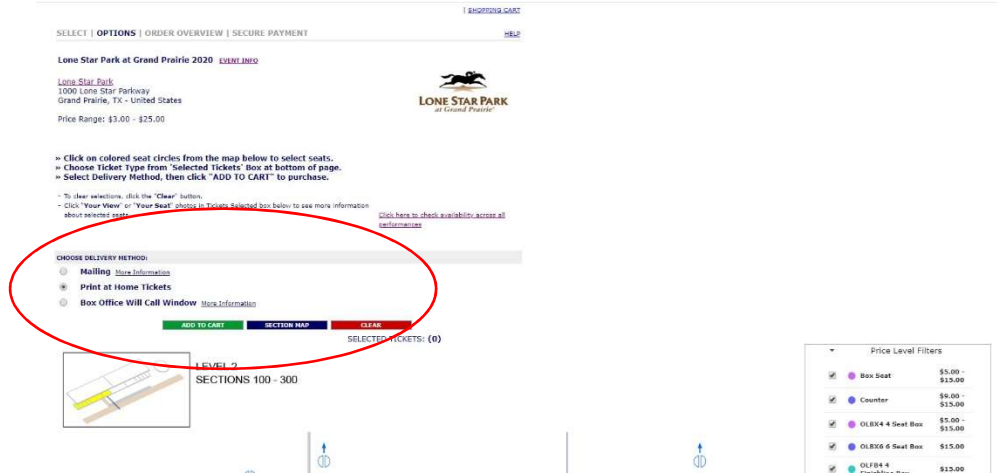 | SHOPPING CART
SELECT | OPTIONS | ORDER OVERVIEW | SECURE PAYMENT
HELP
Lone Star Park at Grand Prairie 2020 EVENT INFO
Lone Star Park
1000 Lone Star Parkway
Grand Prairie, TX - United States
Price Range: $3.00 - $25.00
LONE STAR PARK
at Grand Prairie
» Click on colored seat circles from the map below to select seats.
» Choose Ticket Type from 'Selected Tickets' Box at bottom of page.
» Select Delivery Method, then click "ADD TO CART" to purchase.
- To clear selections, click the "Clear" button.
- Click "Your View" or "Your Seat" photos in Tickets Selected box below to see more information
about selected seats.
Click here to check availability across all
performances
CHOOSE DELIVERY METHOD:
Mailing More Information
Print at Home Tickets
Box Office Will Call Window More Information
ADD TO CART SECTION MAP CLEAR
SELECTED TICKETS: (0)
LEVEL 2
SECTIONS 100 - 300
Price Level Filters
Box Seat $5.00 - $15.00
Counter $9.00 - $15.00
OLBX4 4 Seat Box $5.00 - $15.00
OLBX6 6 Seat Box $15.00
OLFB4 4 $15.00